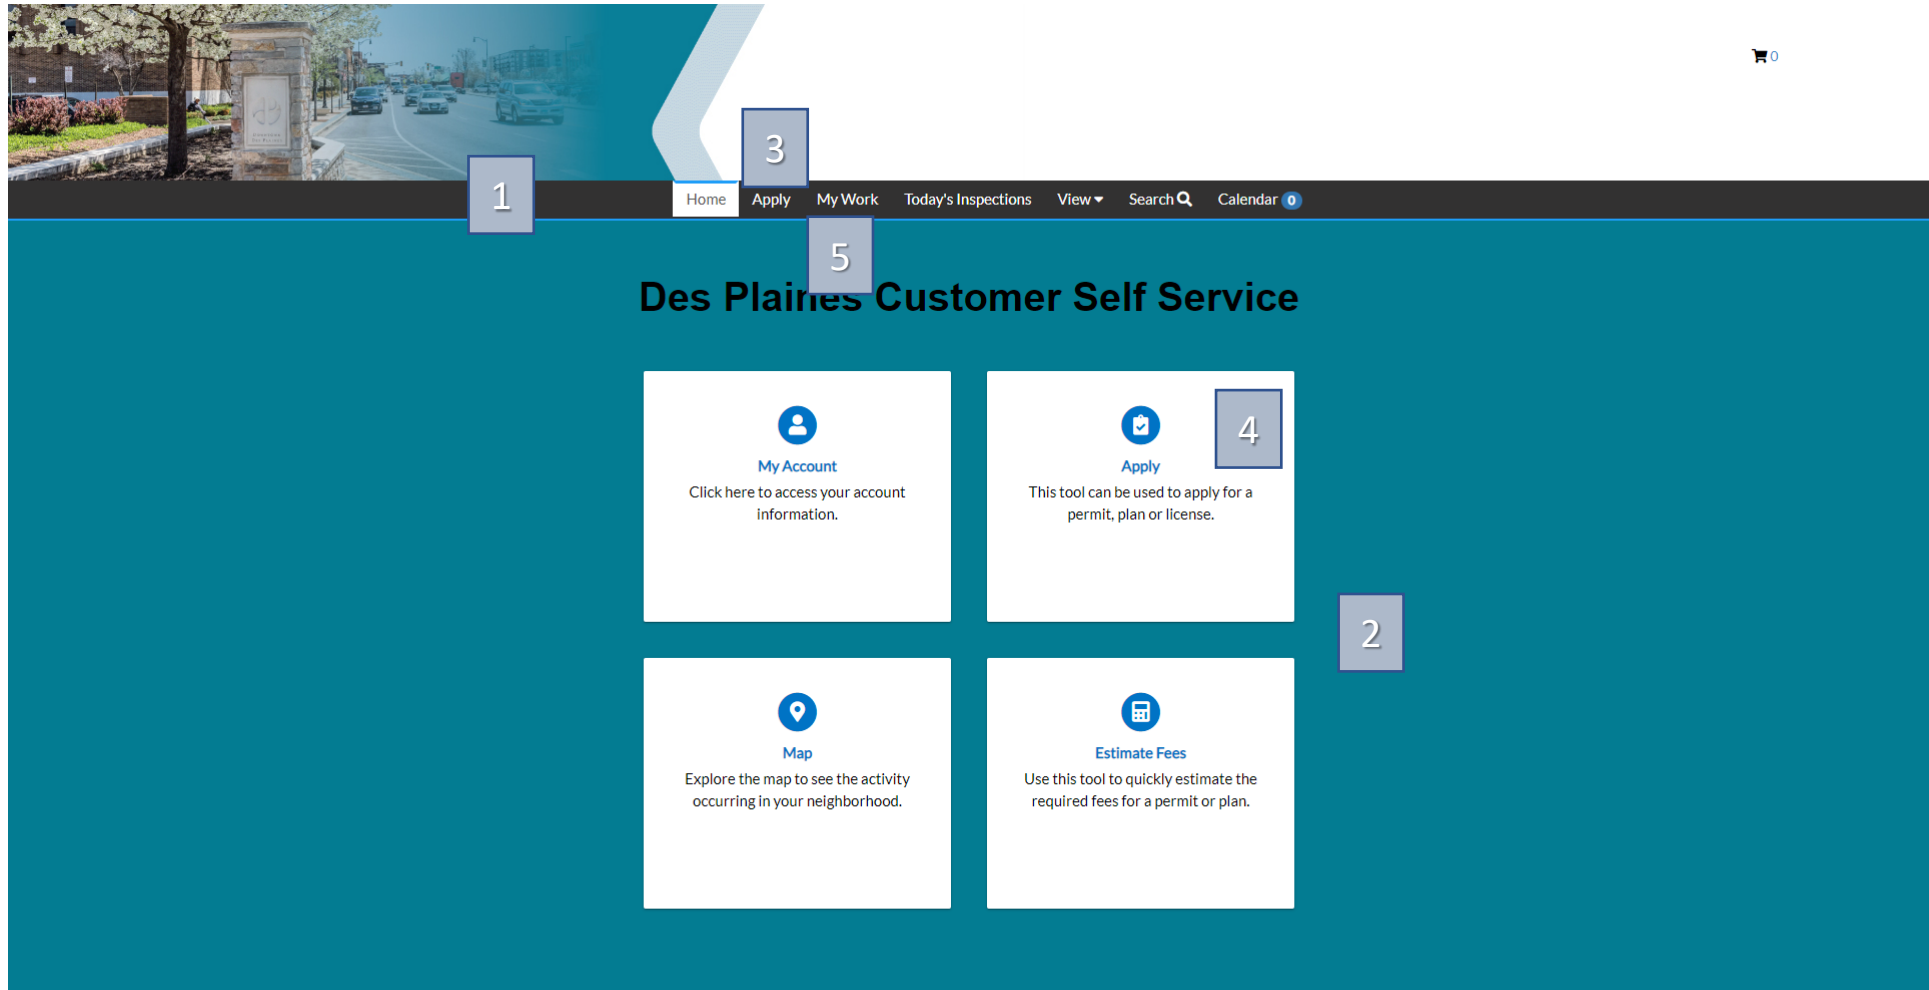 0
3
1
Home Apply My Work Today's Inspections View Search Calendar 0
5
Des Plaines Customer Self Service
4
My Account
Click here to access your account
information.
Apply
This tool can be used to apply for a
permit, plan or license.
2
Map
Explore the map to see the activity
occurring in your neighborhood.
Estimate Fees
Use this tool to quickly estimate the
required fees for a permit or plan.